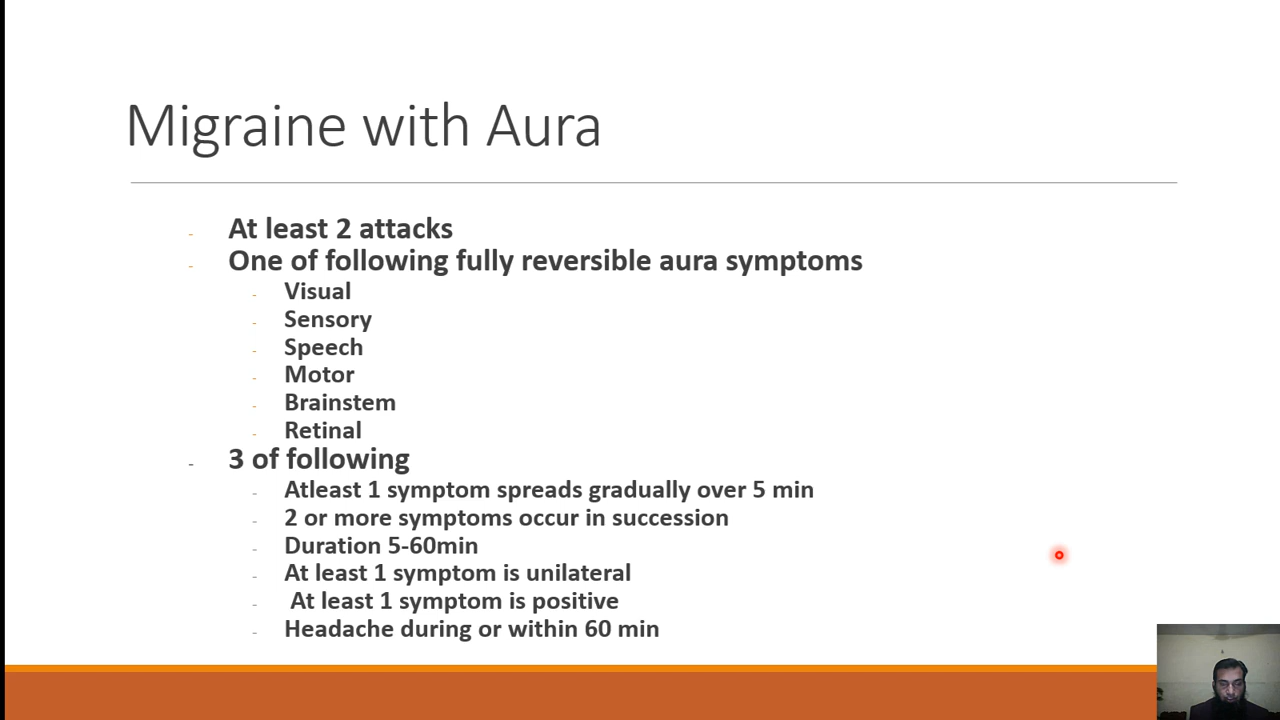 Migraine with Aura
- At least 2 attacks
- One of following fully reversible aura symptoms
- Visual
- Sensory
- Speech
- Motor
- Brainstem
- Retinal
- 3 of following
- Atleast 1 symptom spreads gradually over 5 min
- 2 or more symptoms occur in succession
- Duration 5-60min
- At least 1 symptom is unilateral
- At least 1 symptom is positive
- Headache during or within 60 min